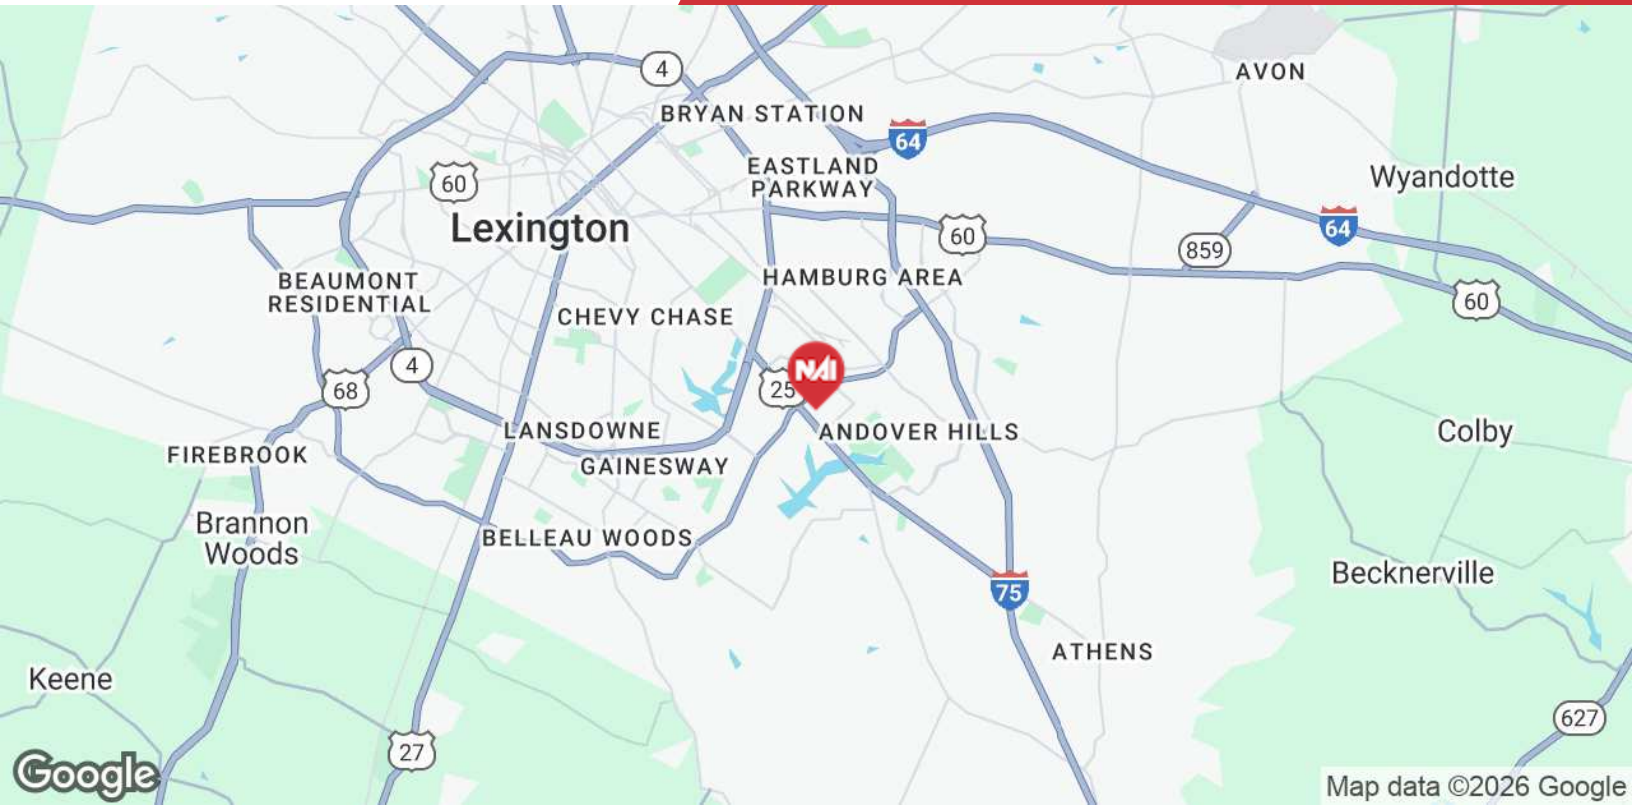 4
AVON
BRYAN STATION
64
EASTLAND
PARKWAY
60
Wyandotte
Lexington
64
60
859
BEAUMONT
RESIDENTIAL
HAMBURG AREA
60
CHEVY CHASE
4
NAI
25
68
LANSDOWNE
ANDOVER HILLS
Colby
FIREBROOK
GAINESWAY
Brannon
Woods
BELLEAU WOODS
Becknerville
75
ATHENS
Keene
627
27
Google
Map data ©2026 Google